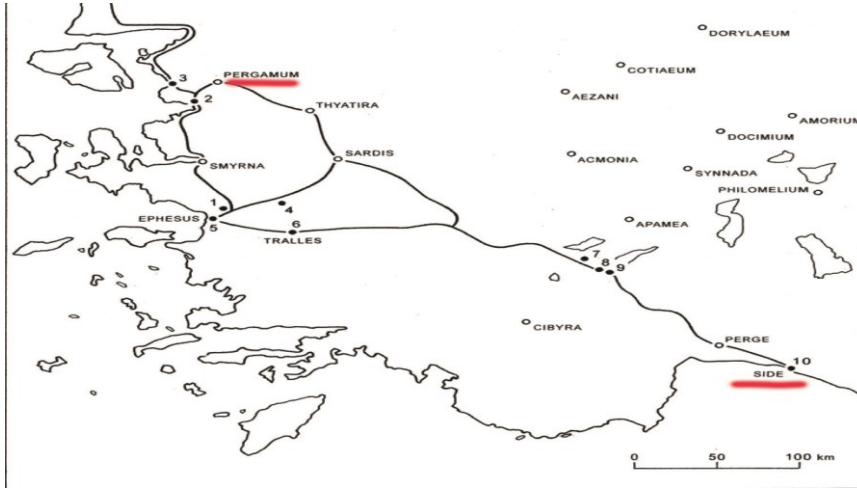 DORYLAEUM
COTIAEUM
3
PERGAMUM
AEZANI
2
THYATIRA
AMORIUM
DOCIMIUM
SMYRNA
SARDIS
ACMONIA
SYNNADA
PHILOMELIUM
1
4
EPHESUS
5
6
TRALLES
APAMEA
7
8
9
CIBYRA
PERGE
10
SIDE
0 50 100 km